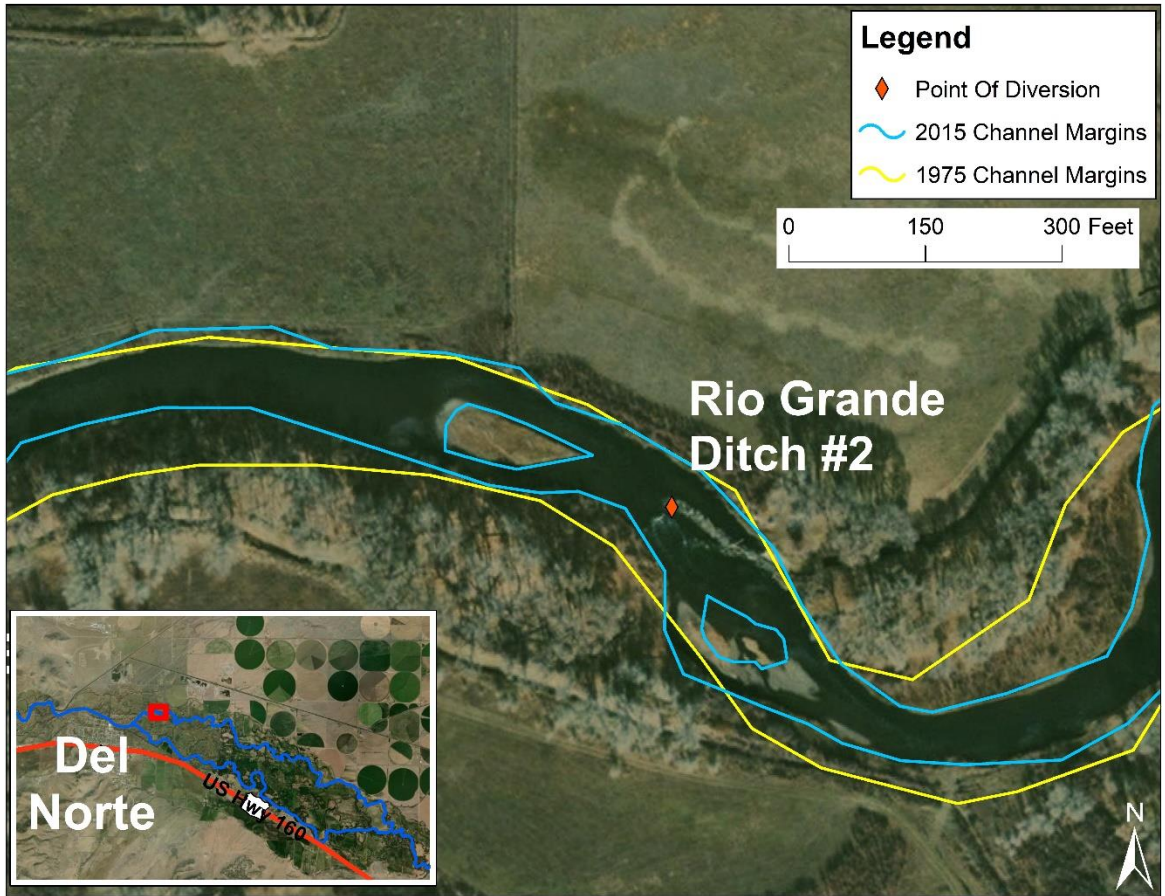 Legend
Point Of Diversion
2015 Channel Margins
1975 Channel Margins
0 150 300 Feet
Rio Grande
Ditch #2
Del
Norte
US Hwy 160
N